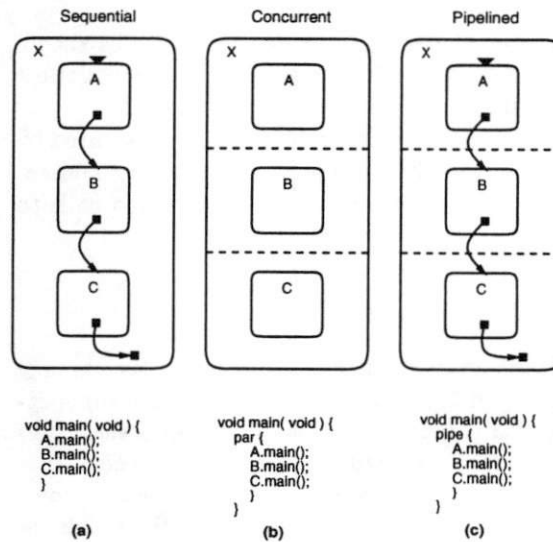 Sequential
Concurrent
Pipelined
X
A
B
C
X
A
B
C
X
A
B
C
void main( void ) {
A.main();
B.main();
C.main();
}
(a)
void main( void ) {
par {
A.main();
B.main();
C.main();
}
}
(b)
void main( void ) {
pipe {
A.main();
B.main();
C.main();
}
}
(c)